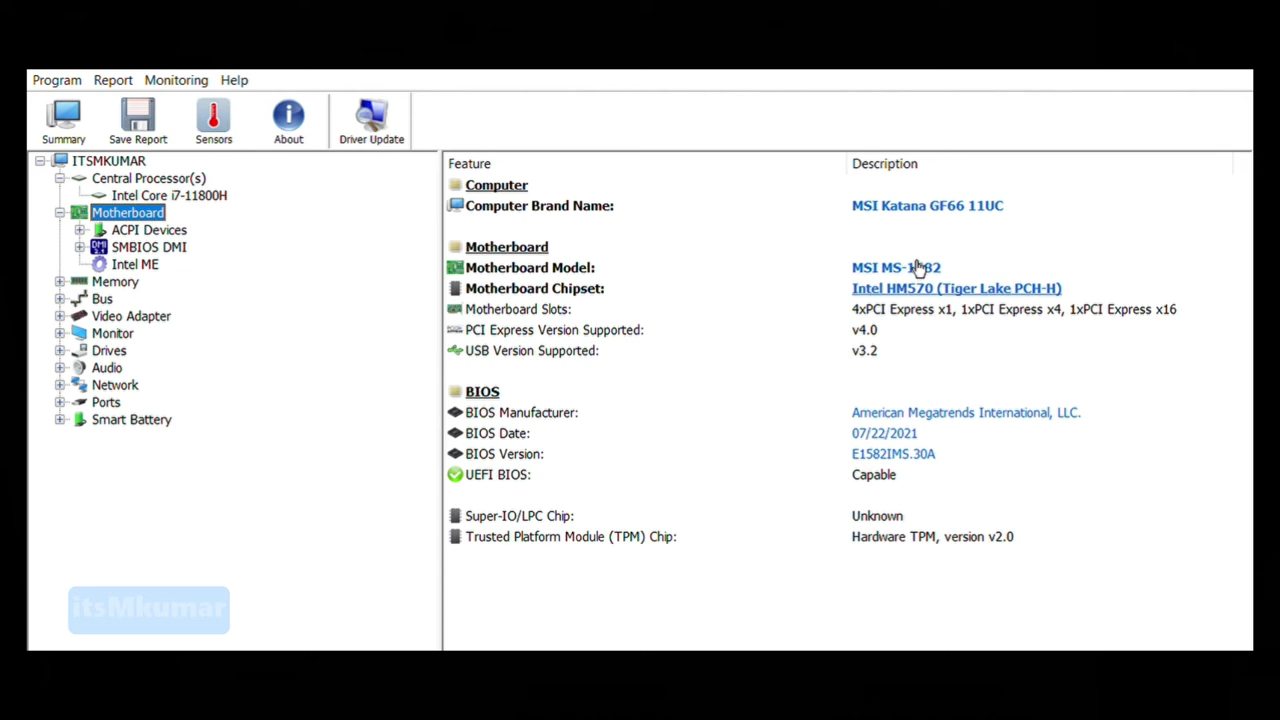 Program Report Monitoring Help
Summary Save Report Sensors About Driver Update
ITSMKUMAR
Central Processor(s)
Intel Core i7-11800H
Motherboard
ACPI Devices
SMBIOS DMI
Intel ME
Memory
Bus
Video Adapter
Monitor
Drives
Audio
Network
Ports
Smart Battery
itsMkumar
Feature Description
Computer
Computer Brand Name: MSI Katana GF66 11UC
Motherboard
Motherboard Model: MSI
Motherboard Chipset: Intel HM570 (Tiger Lake PCH-H)
Motherboard Slots: 4xPCI Express x1, 1xPCI Express x4, 1xPCI Express x16
PCI Express Version Supported: v4.0
USB Version Supported: v3.2
BIOS
BIOS Manufacturer: American Megatrends International, LLC.
BIOS Date: 07/22/2021
BIOS Version: E1582IMS.30A
UEFI BIOS: Capable
Super-IO/LPC Chip: Unknown
Trusted Platform Module (TPM) Chip: Hardware TPM, version v2.0